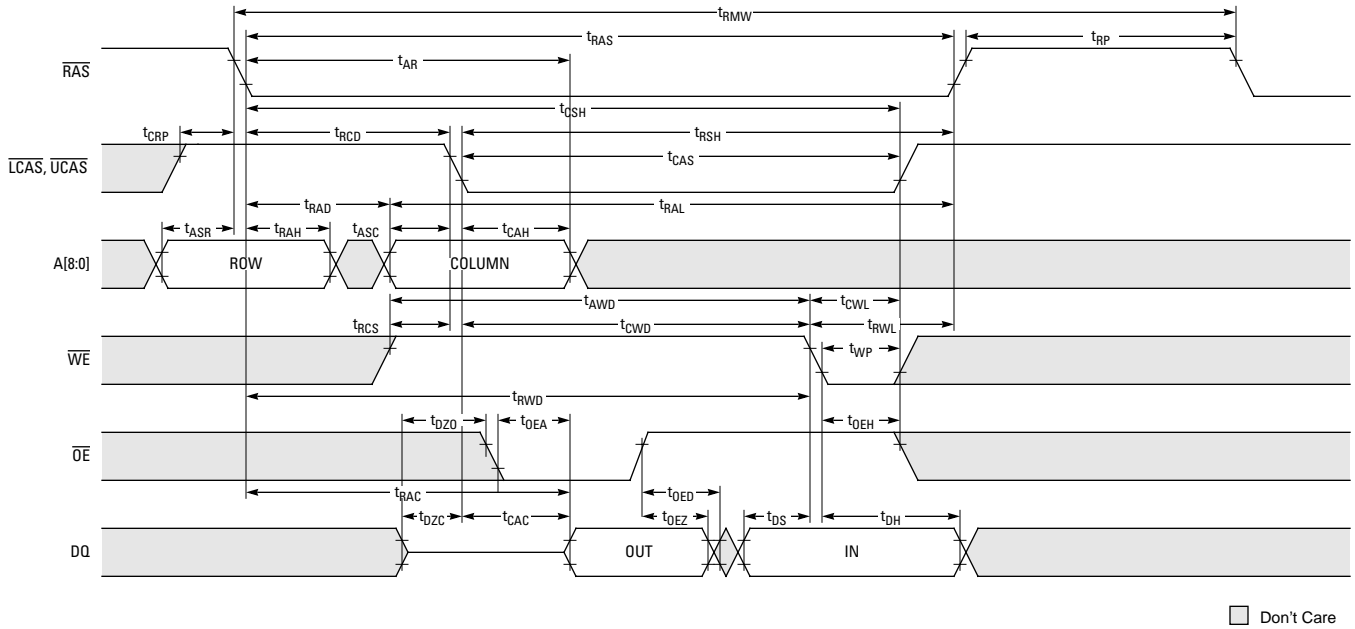 tRMW
tRAS
tRP
tAR
RAS
tCSH
tCRP
tRCD
tRSH
LCAS, UCAS
tCAS
tRAD
tRAL
tASR
tRAH
tASC
tCAH
A[8:0]
ROW
COLUMN
tAWD
tCWL
tRCS
tCWD
tRWL
WE
tWP
tRWD
tDZO
tOEA
tOEH
OE
tRAC
tOED
tDZC
tCAC
tOEZ
tDS
tDH
DQ
OUT
IN
Don't Care